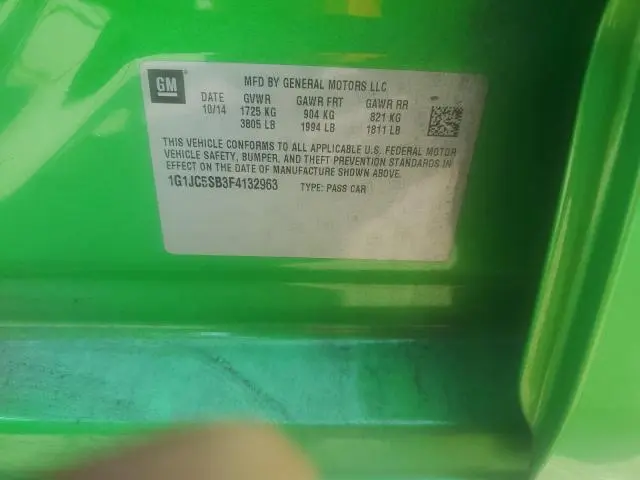 GM
MFD BY GENERAL MOTORS LLC
DATE GVWR GAWR FRT GAWR RR
10/14 1725 KG 904 KG 821 KG
3805 LB 1994 LB 1811 LB
THIS VEHICLE CONFORMS TO ALL APPLICABLE U.S. FEDERAL MOTOR
VEHICLE SAFETY, BUMPER, AND THEFT PREVENTION STANDARDS IN
EFFECT ON THE DATE OF MANUFACTURE SHOWN ABOVE.
1G1JC5SB3F4132963 TYPE: PASS CAR